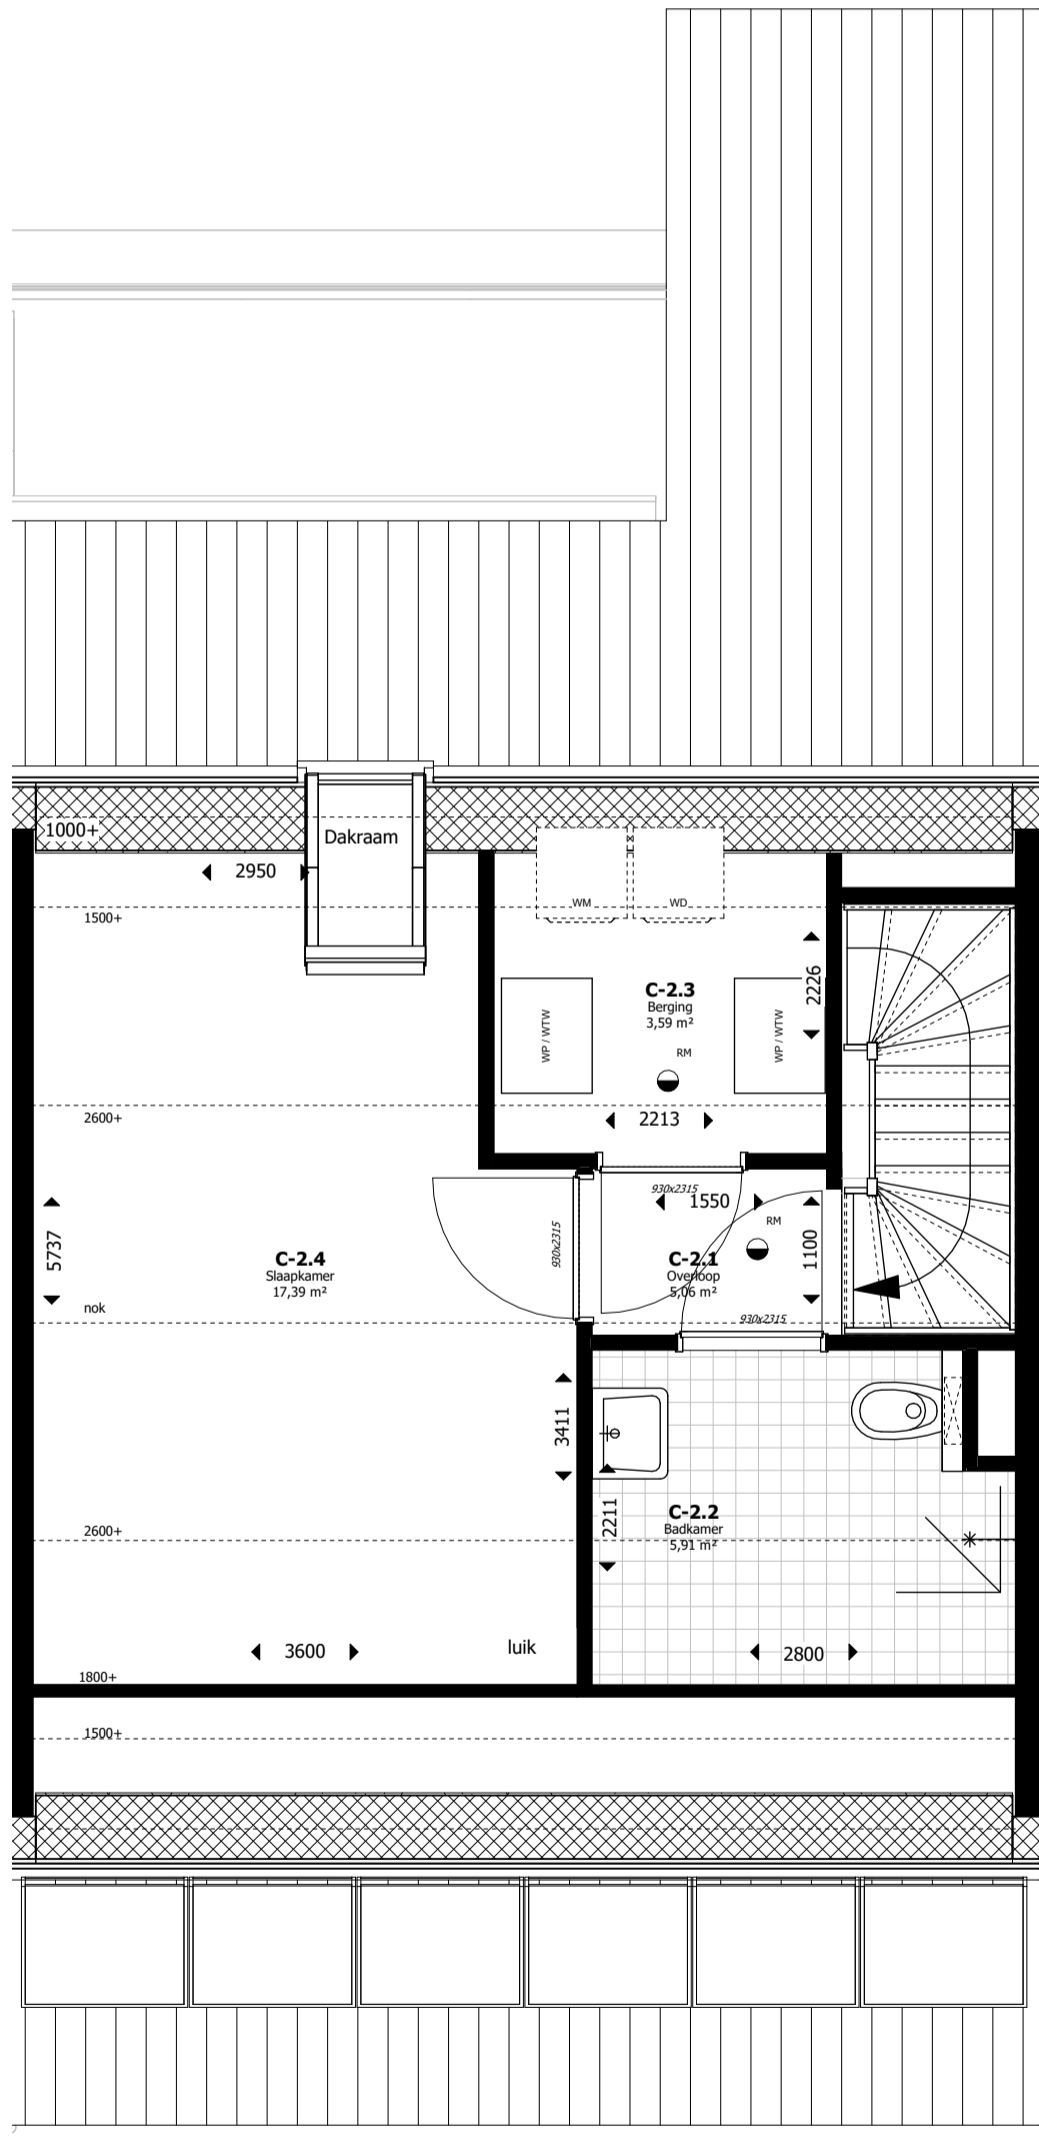 Dakraam
1000+
2950
1500+
WM
WD
2226
C-2.3
Berging
3,59 m²
WP / WTW
WP / WTW
RM
2600+
2213
930x2315
1550
RM
930x2315
1100
5737
C-2.4
Slaapkamer
17,39 m²
C-2.1
Overloop
5,06 m²
nok
930x2315
3411
2211
C-2.2
Badkamer
5,91 m²
2600+
3600
luik
2800
1800+
1500+